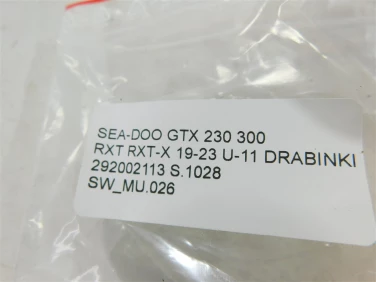 SEA-DOO GTX 230 300
RXT RXT-X 19-23 U-11 DRABINKI
292002113 S.1028
SW_MU.026